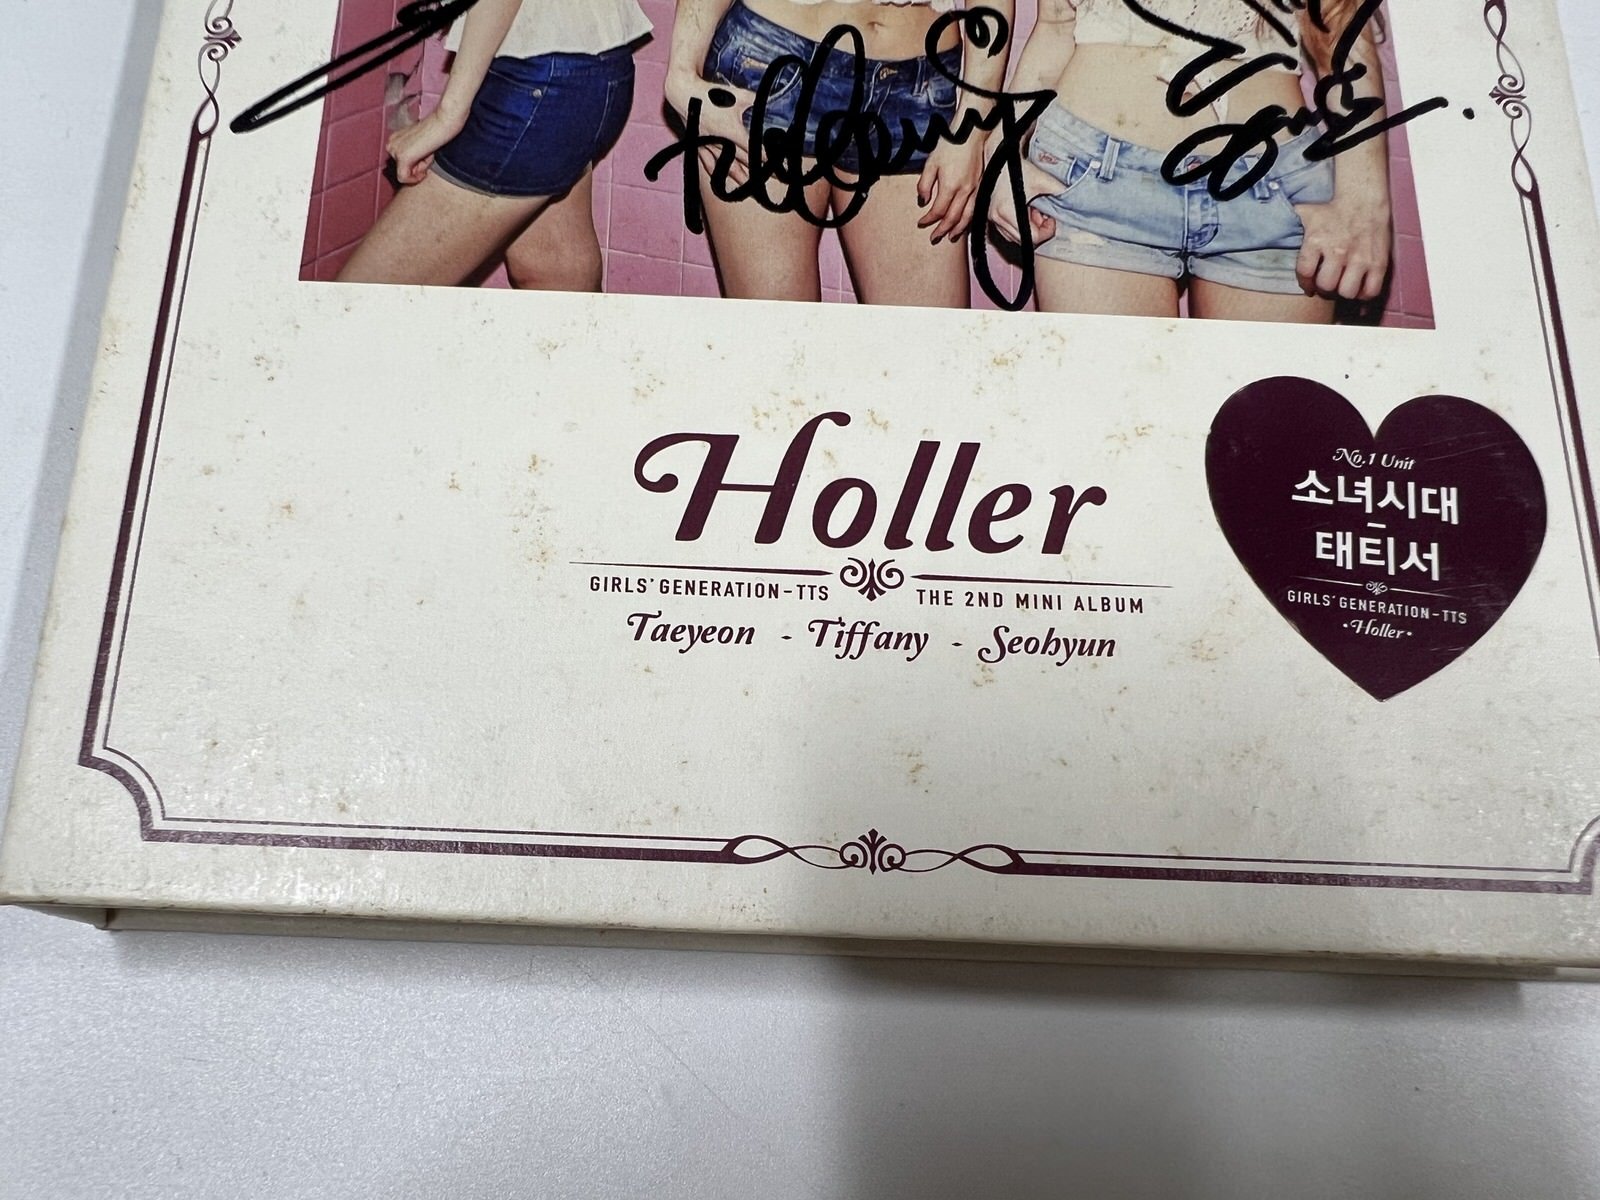 Tiffany
Holler
GIRLS' GENERATION-TTS THE 2ND MINI ALBUM
Taeyeon - Tiffany - Seohyun
No.1 Unit
소녀시대
-
태티서
GIRLS' GENERATION-TTS
•Holler•